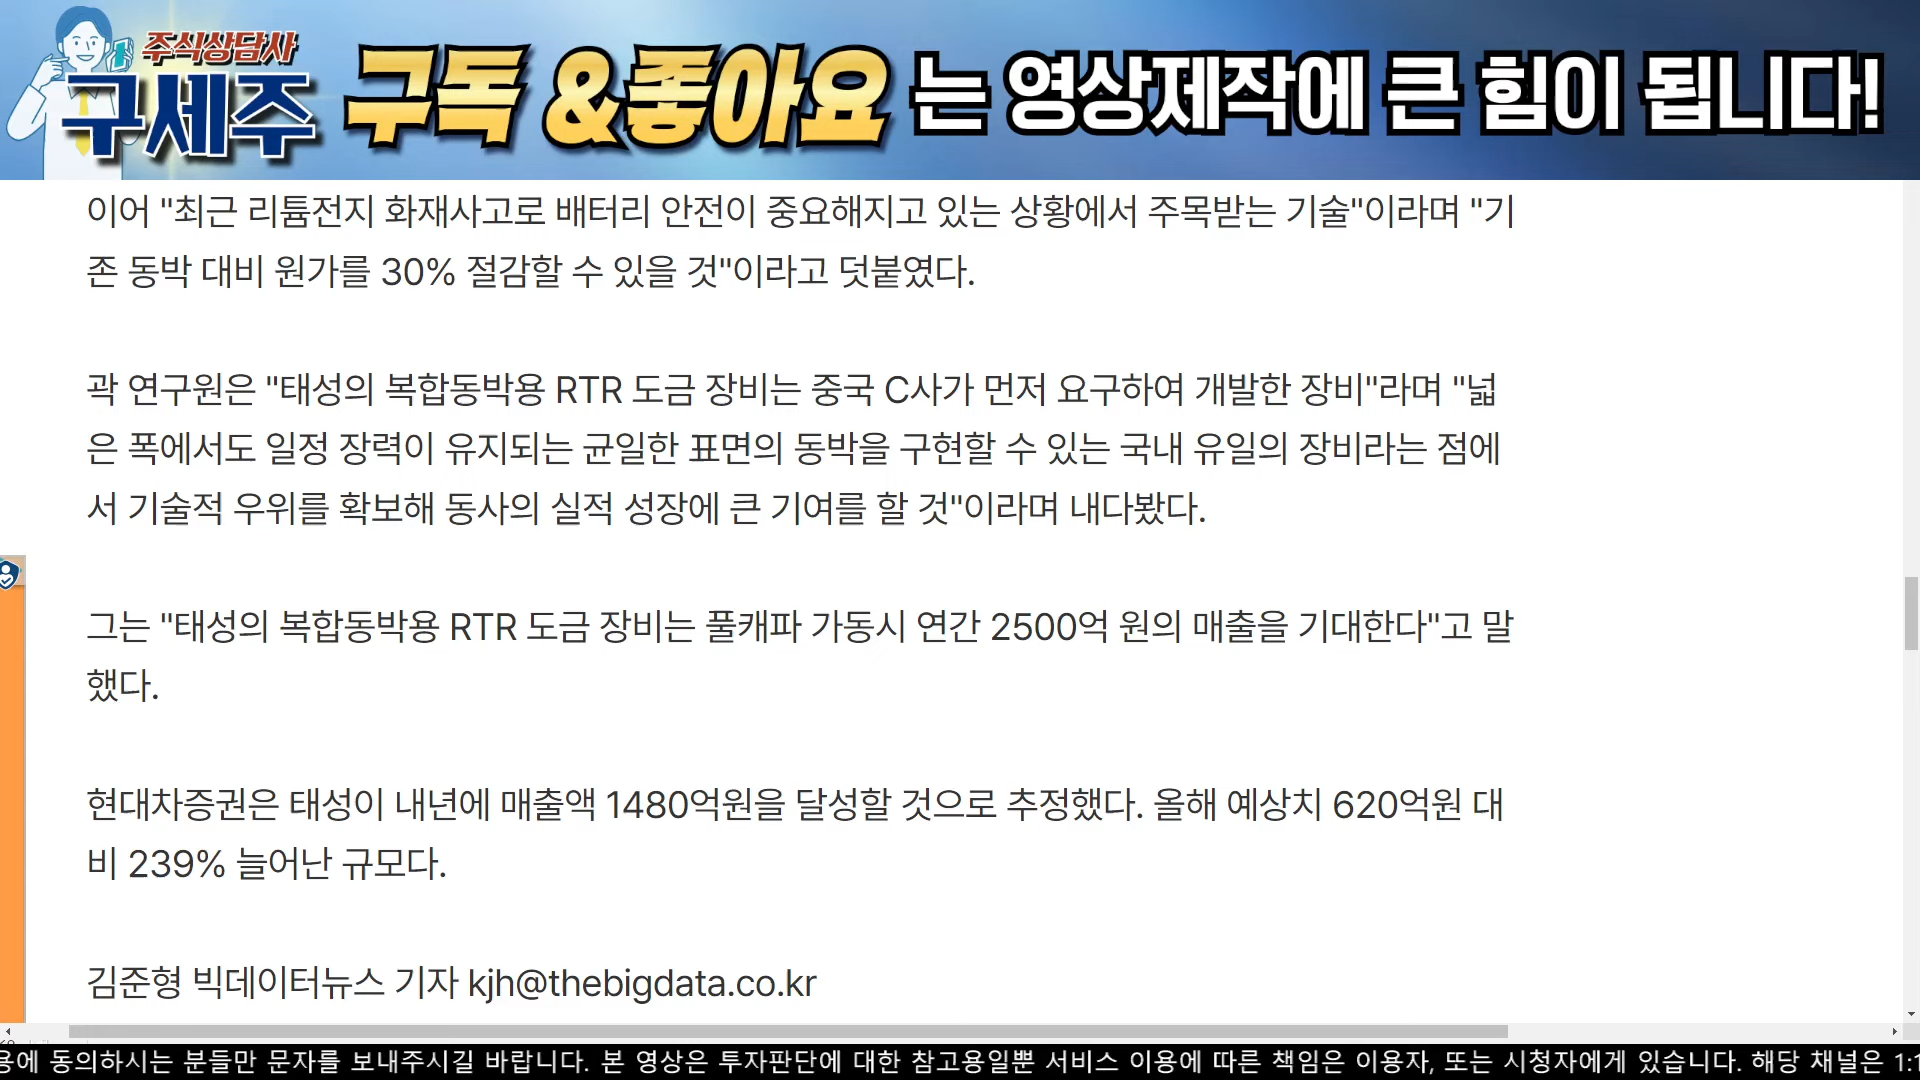 주식상담사
구세주
구독 &좋아요 는 영상제작에 큰 힘이 됩니다!
이어 "최근 리튬전지 화재사고로 배터리 안전이 중요해지고 있는 상황에서 주목받는 기술"이라며 "기
존 동박 대비 원가를 30% 절감할 수 있을 것"이라고 덧붙였다.
곽 연구원은 "태성의 복합동박용 RTR 도금 장비는 중국 C사가 먼저 요구하여 개발한 장비"라며 "넓
은 폭에서도 일정 장력이 유지되는 균일한 표면의 동박을 구현할 수 있는 국내 유일의 장비라는 점에
서 기술적 우위를 확보해 동사의 실적 성장에 큰 기여를 할 것"이라며 내다봤다.
그는 "태성의 복합동박용 RTR 도금 장비는 풀캐파 가동시 연간 2500억 원의 매출을 기대한다"고 말
했다.
현대차증권은 태성이 내년에 매출액 1480억원을 달성할 것으로 추정했다. 올해 예상치 620억원 대
비 239% 늘어난 규모다.
김준형 빅데이터뉴스 기자 kjh@thebigdata.co.kr
용에 동의하시는 분들만 문자를 보내주시길 바랍니다. 본 영상은 투자판단에 대한 참고용일뿐 서비스 이용에 따른 책임은 이용자, 또는 시청자에게 있습니다. 해당 채널은 1:1